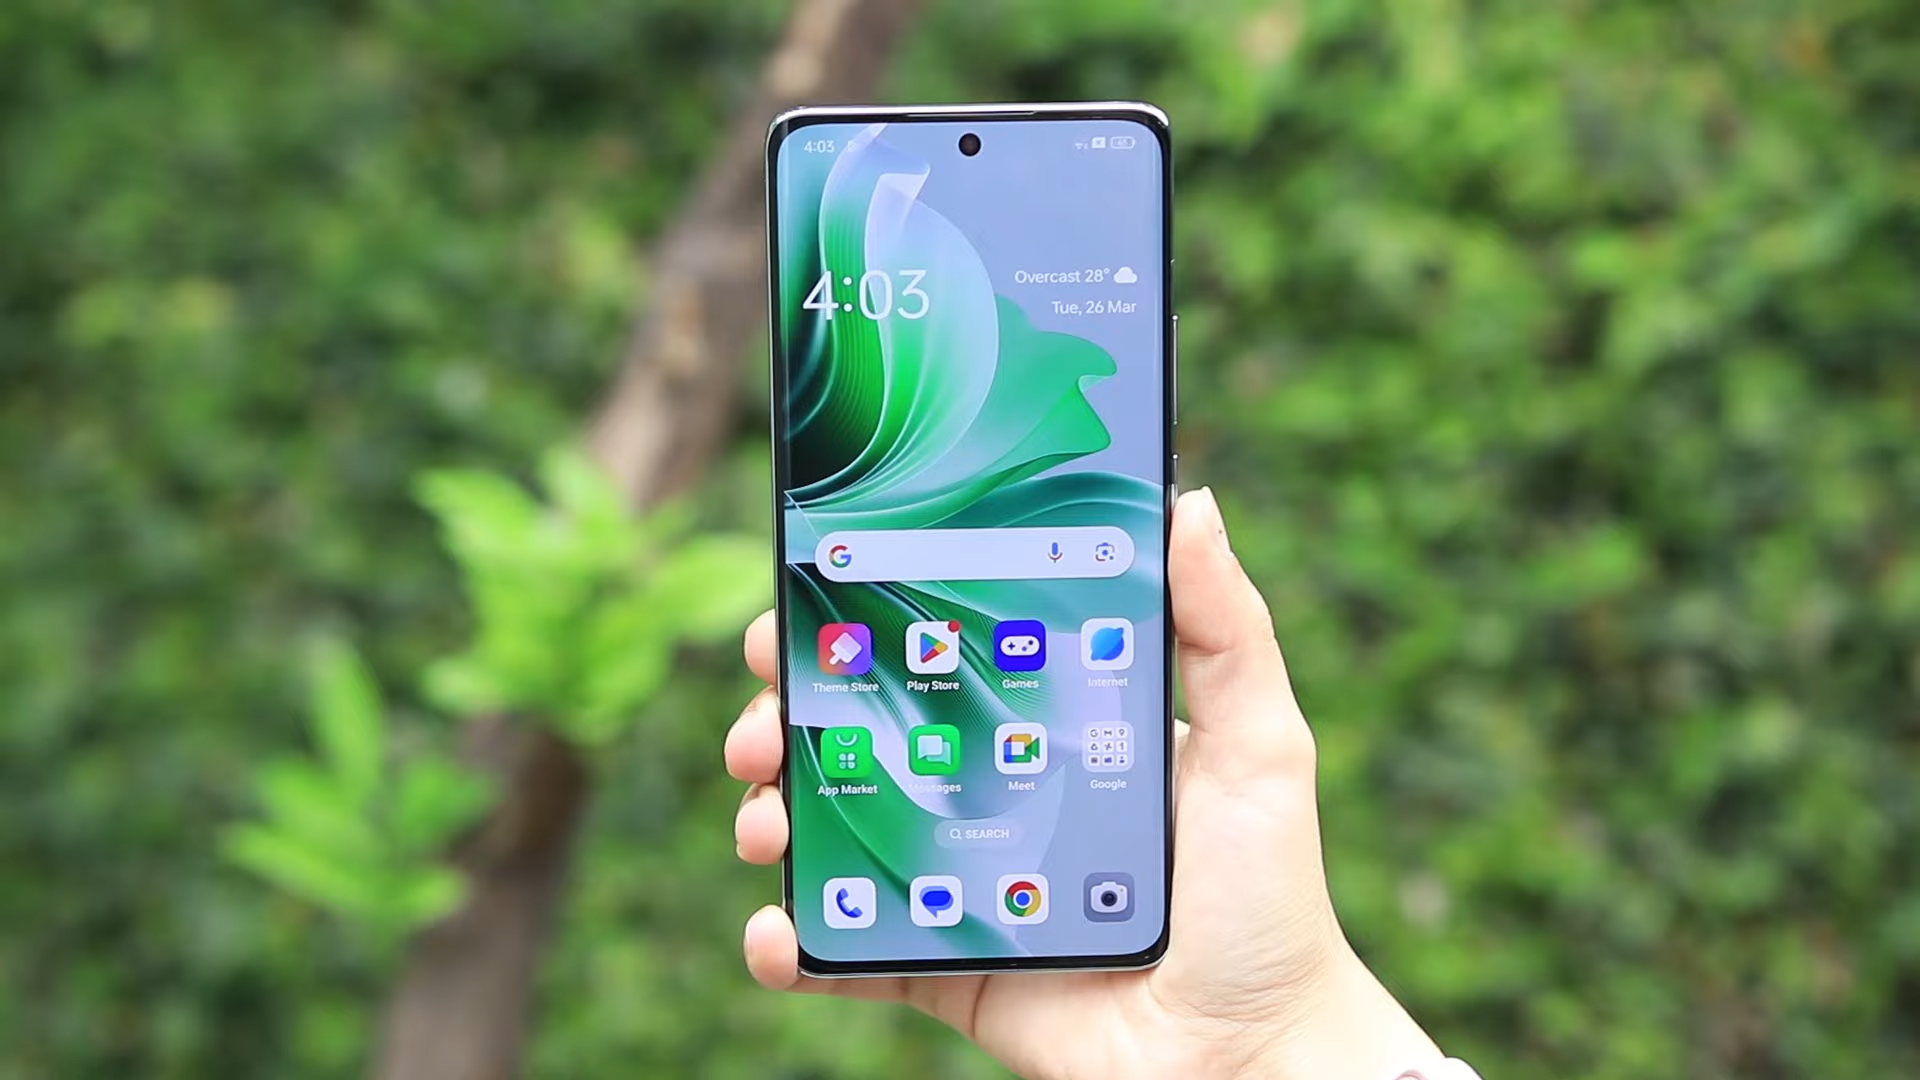 4:03
4:03
Overcast 28°
Tue, 26 Mar
Theme Store
Play Store
Games
Internet
App Market
Messages
Meet
Google
SEARCH